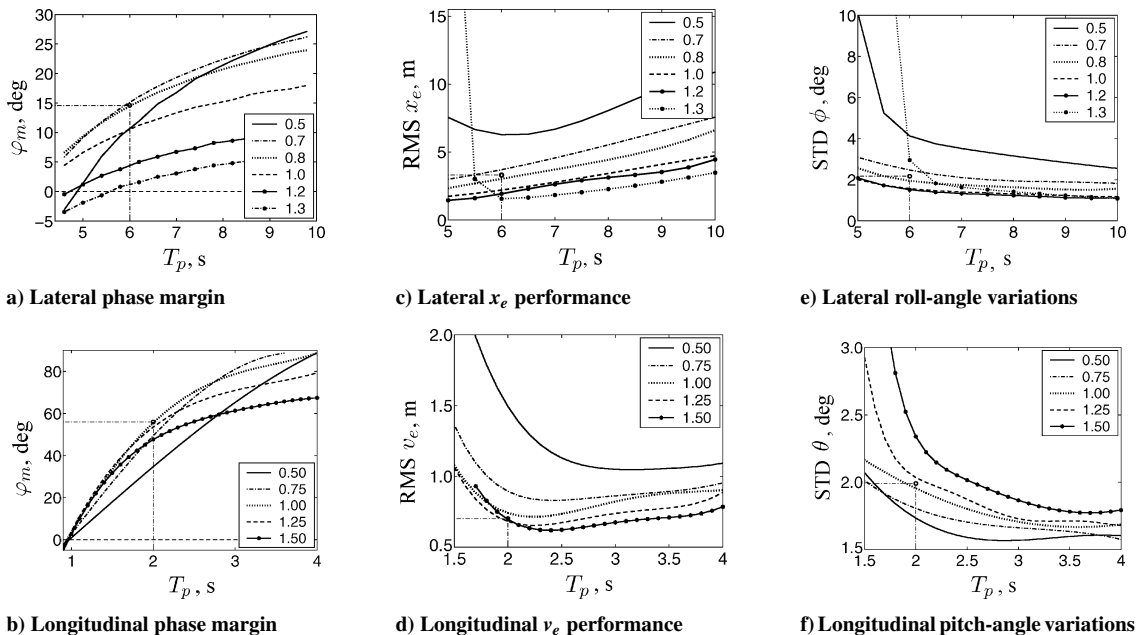 30
25
20
15
10
5
0
−5
φm, deg
0.5
0.7
0.8
1.0
1.2
1.3
5 6 7 8 9 10
Tp, s
a) Lateral phase margin
15
10
5
0
RMS xe, m
0.5
0.7
0.8
1.0
1.2
1.3
5 6 7 8 9 10
Tp, s
c) Lateral xe performance
10
8
6
4
2
0
STD ϕ, deg
0.5
0.7
0.8
1.0
1.2
1.3
5 6 7 8 9 10
Tp, s
e) Lateral roll-angle variations
80
60
40
20
0
φm, deg
0.50
0.75
1.00
1.25
1.50
1 2 3 4
Tp, s
b) Longitudinal phase margin
2.0
1.5
1.0
0.5
RMS ve, m
0.50
0.75
1.00
1.25
1.50
1.5 2 2.5 3 3.5 4
Tp, s
d) Longitudinal ve performance
3.0
2.5
2.0
1.5
STD θ, deg
0.50
0.75
1.00
1.25
1.50
1.5 2 2.5 3 3.5 4
Tp, s
f) Longitudinal pitch-angle variations